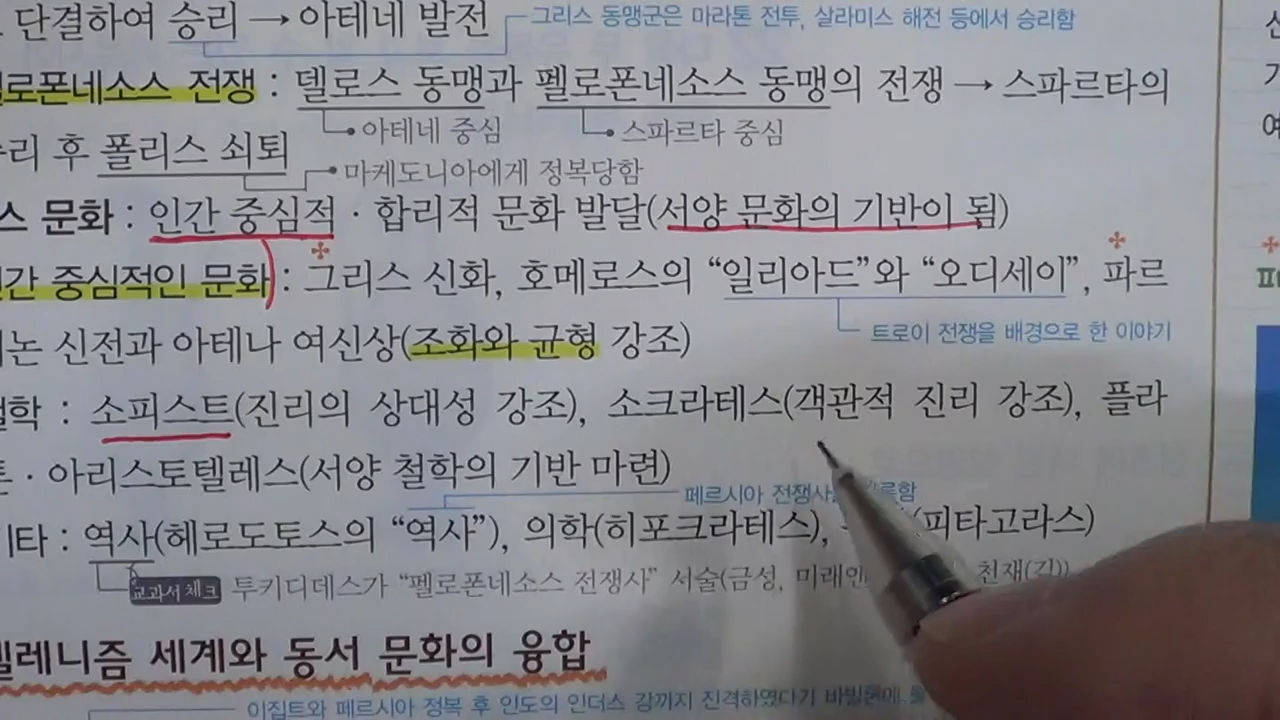 단결하여 승리 → 아테네 발전
그리스 동맹군은 마라톤 전투, 살라미스 해전 등에서 승리함
로폰네소스 전쟁 : 델로스 동맹과 펠로폰네소스 동맹의 전쟁 → 스파르타의
아테네 중심
스파르타 중심
리 후 폴리스 쇠퇴
마케도니아에게 정복당함
스 문화 : 인간 중심적 · 합리적 문화 발달(서양 문화의 기반이 됨)
간 중심적인 문화 : 그리스 신화, 호메로스의 “일리아드”와 “오디세이”, 파르
논 신전과 아테나 여신상(조화와 균형 강조)
트로이 전쟁을 배경으로 한 이야기
학 : 소피스트(진리의 상대성 강조), 소크라테스(객관적 진리 강조), 플라
· 아리스토텔레스(서양 철학의 기반 마련)
페르시아 전쟁사
기타 : 역사(헤로도토스의 “역사”), 의학(히포크라테스), (피타고라스)
교과서 체크 투키디데스가 “펠로폰네소스 전쟁사” 서술(금성, 미래엔 천재(김))
레니즘 세계와 동서 문화의 융합
이집트와 페르시아 정복 후 인도의 인더스 강까지 진격하였다가